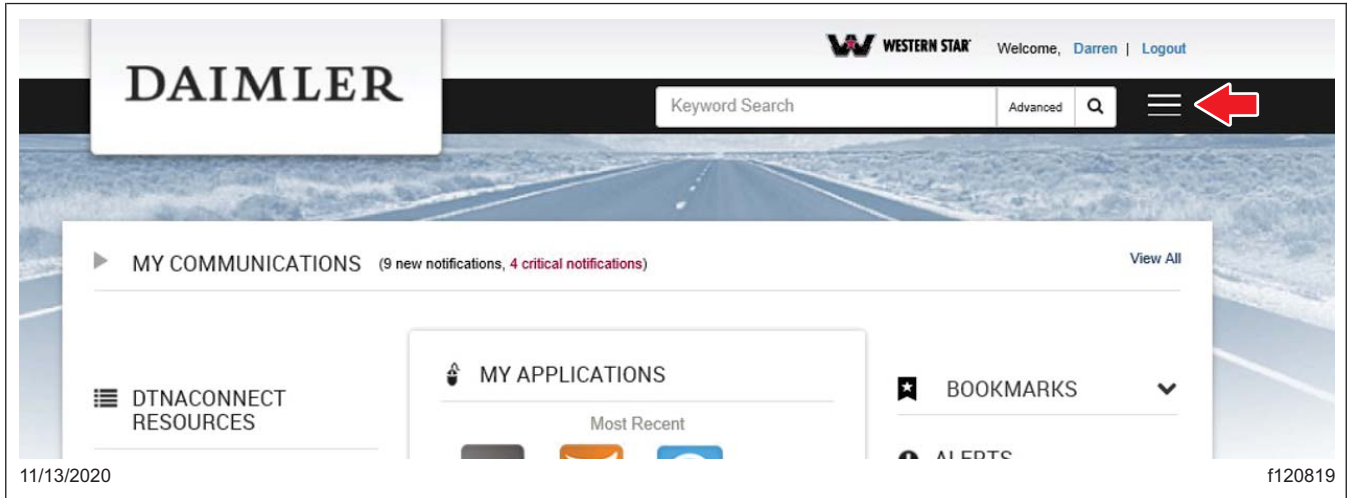 WESTERN STAR Welcome, Darren | Logout
DAIMLER
Keyword Search Advanced
MY COMMUNICATIONS (9 new notifications, 4 critical notifications) View All
DTNACONNECT
RESOURCES
MY APPLICATIONS
Most Recent
BOOKMARKS
ALERTS
11/13/2020 f120819